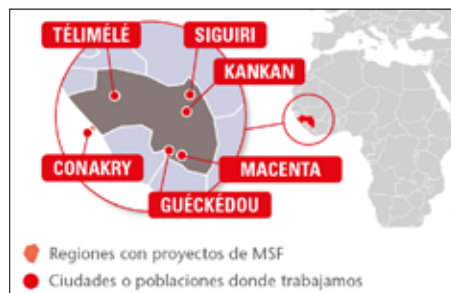 TÉLIMÉLÉ
SIGUIRI
KANKAN
CONAKRY
MACENTA
GUÉCKÉDOU
Regiones con proyectos de MSF
Ciudades o poblaciones donde trabajamos